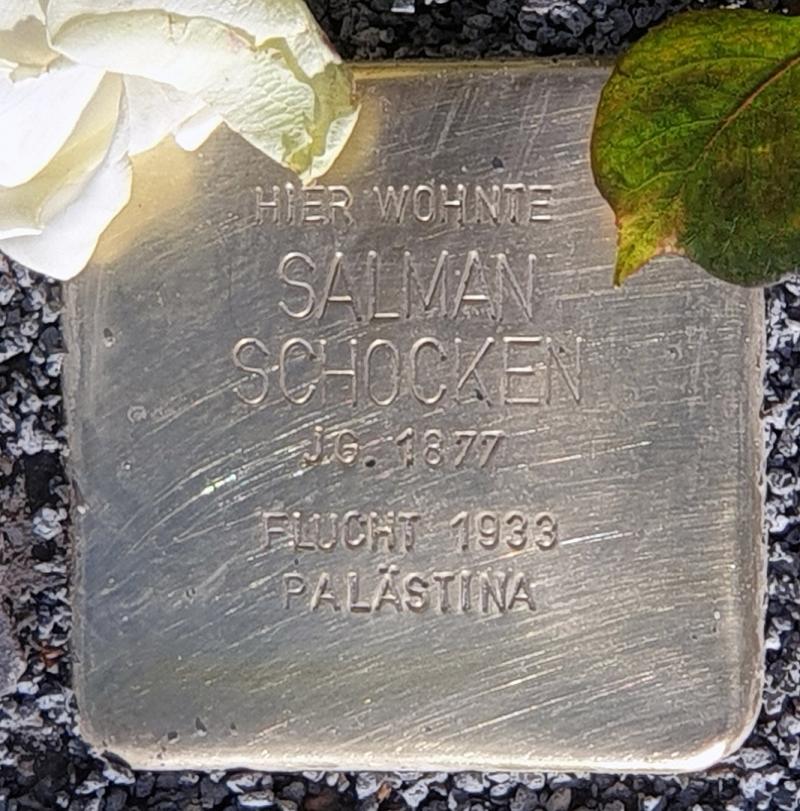 HIER WOHNTE
SALMAN
SCHOCKEN
JG. 1877
FLUCHT 1933
PALÄSTINA